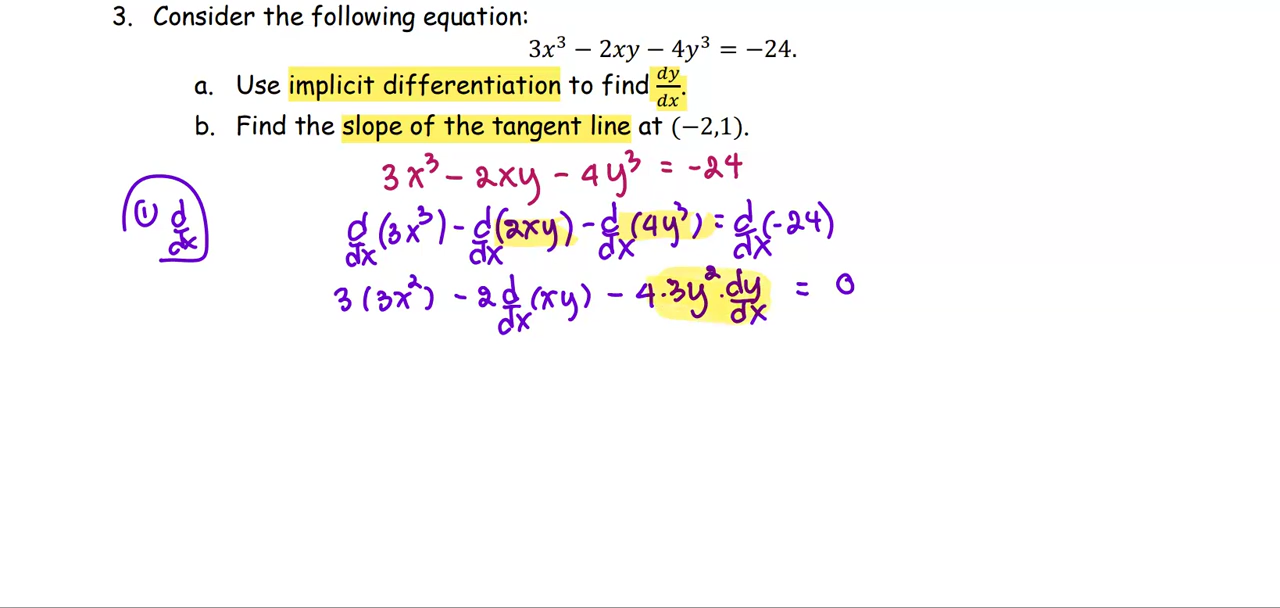 3. Consider the following equation:
3x³ − 2xy − 4y³ = −24.
a. Use implicit differentiation to find dy/dx.
b. Find the slope of the tangent line at (−2,1).
3x³ - 2xy - 4y³ = -24
① d/dx
d/dx (3x³) - d/dx (2xy) - d/dx (4y³) = d/dx (-24)
3(3x²) - 2 d/dx (xy) - 4·3y²·dy/dx = 0